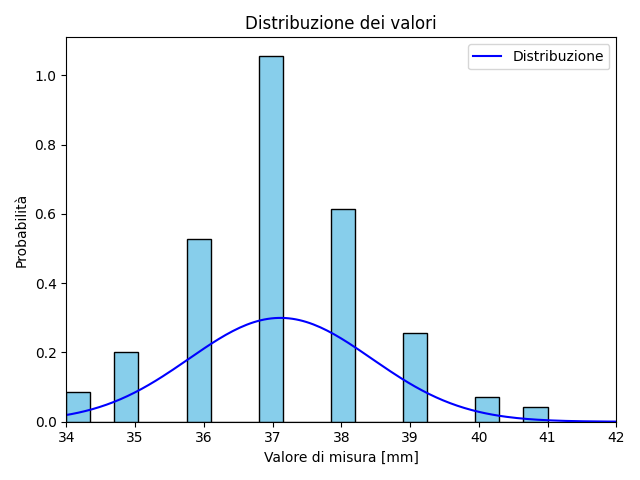 Distribuzione dei valori
Distribuzione
1.0
0.8
0.6
0.4
0.2
0.0
Probabilità
34 35 36 37 38 39 40 41 42
Valore di misura [mm]